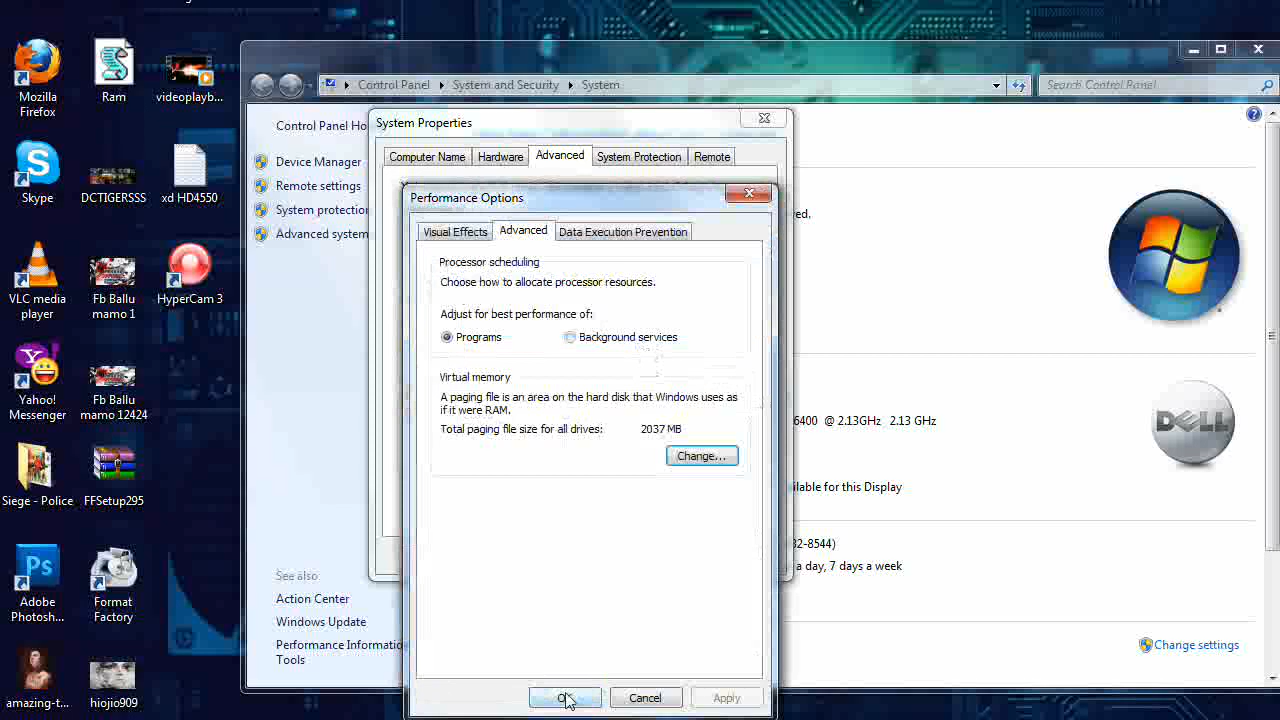 Mozilla
Firefox
Ram
videoplayb...
Skype
DCTIGERSSS
xd HD4550
VLC media
player
Fb Ballu
mamo 1
HyperCam 3
Yahoo!
Messenger
Fb Ballu
mamo 12424
Siege - Police
FFSetup295
Adobe
Photosh...
Format
Factory
amazing-t...
hiojio909
Control Panel
System and Security
System
Search Control Panel
Control Panel Ho
Device Manager
Remote settings
System protection
Advanced system
See also
Action Center
Windows Update
Performance Informatio
Tools
System Properties
Computer Name
Hardware
Advanced
System Protection
Remote
Performance Options
Visual Effects
Advanced
Data Execution Prevention
Processor scheduling
Choose how to allocate processor resources.
Adjust for best performance of:
Programs
Background services
Virtual memory
A paging file is an area on the hard disk that Windows uses as
if it were RAM.
Total paging file size for all drives: 2037 MB
Change...
Cancel
Apply
ed.
6400 @ 2.13GHz 2.13 GHz
DELL
ilable for this Display
32-8544)
a day, 7 days a week
Change settings